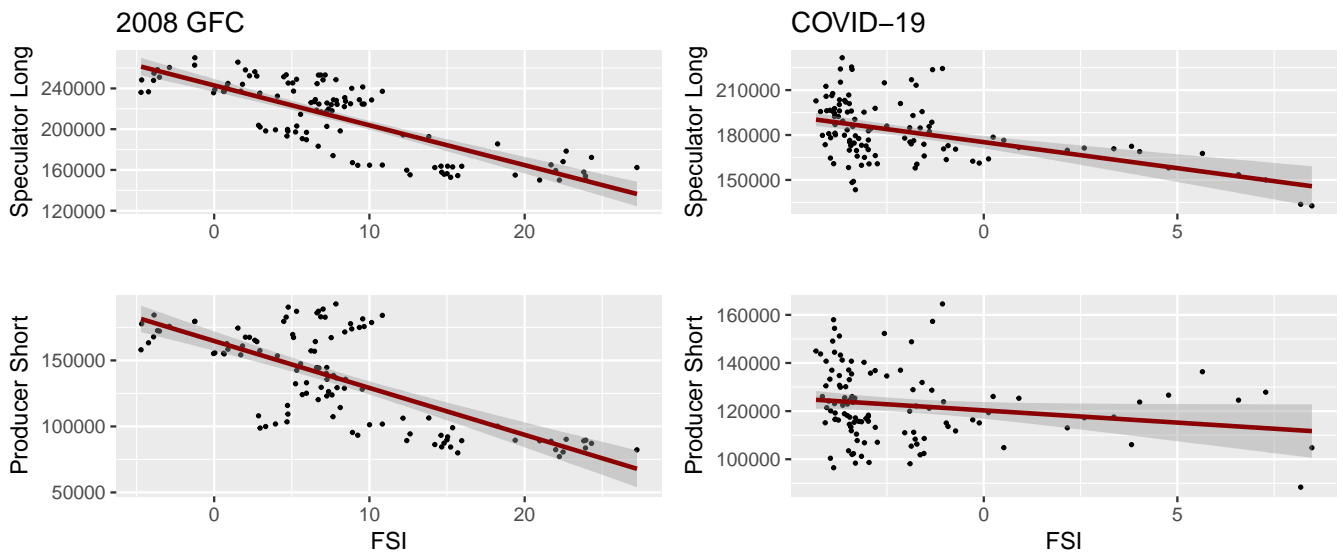 2008 GFC
Speculator Long
240000
200000
160000
120000
0 10 20
COVID−19
Speculator Long
210000
180000
150000
0 5
Producer Short
150000
100000
50000
0 10 20
FSI
Producer Short
160000
140000
120000
100000
0 5
FSI